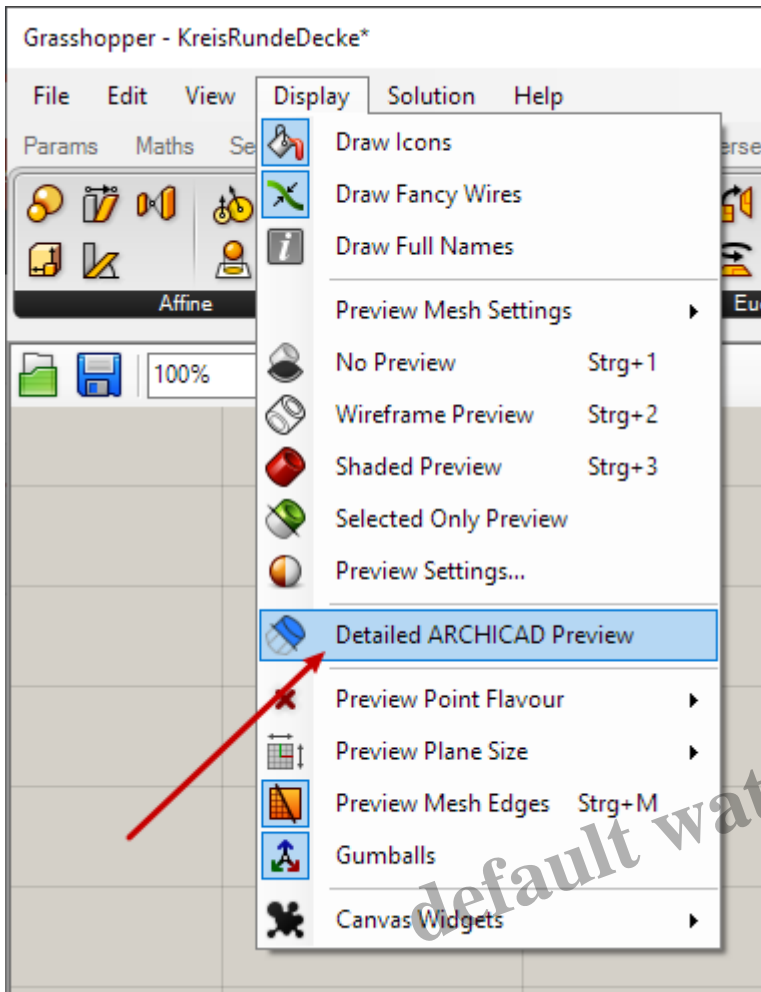 Grasshopper - KreisRundeDecke*
File Edit View Display Solution Help
Params Maths
Draw Icons
Draw Fancy Wires
Draw Full Names
Affine
Preview Mesh Settings
100%
No Preview Strg+1
Wireframe Preview Strg+2
Shaded Preview Strg+3
Selected Only Preview
Preview Settings...
Detailed ARCHICAD Preview
Preview Point Flavour
Preview Plane Size
Preview Mesh Edges Strg+M
Gumballs
Canvas Widgets
default